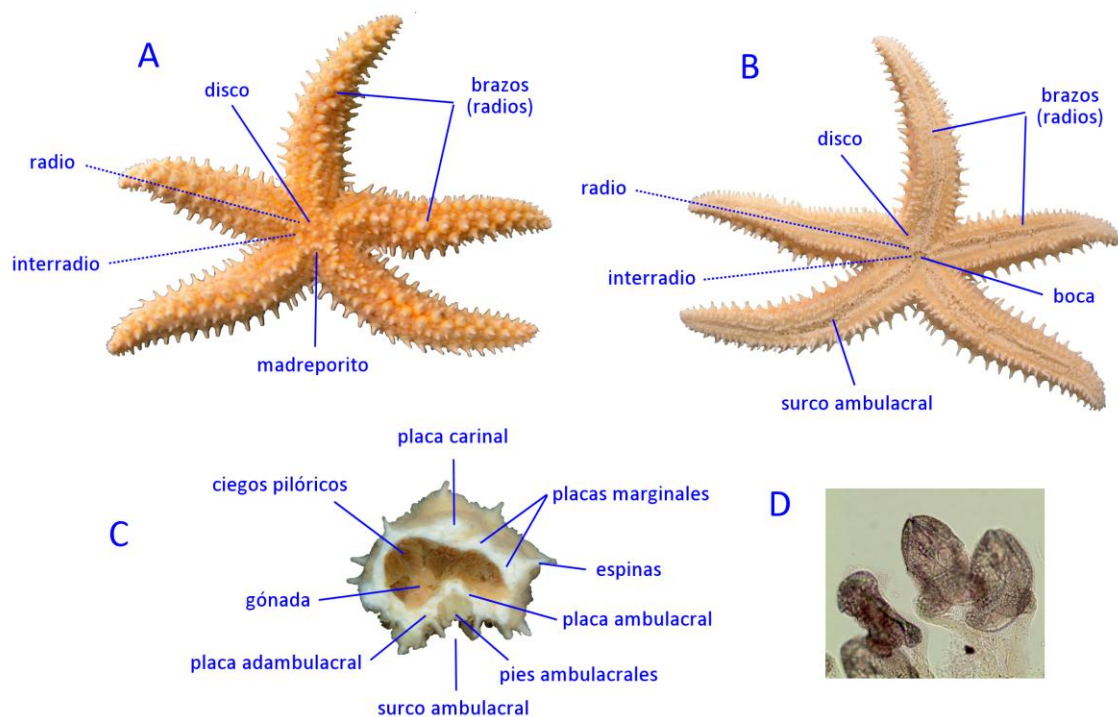 A
disco
brazos
(radios)
radio
interradio
madreporito
B
brazos
(radios)
disco
radio
interradio
boca
surco ambulacral
C
placa carinal
ciegos pilóricos
placas marginales
espinas
gónada
placa ambulacral
placa adambulacral
pies ambulacrales
surco ambulacral
D